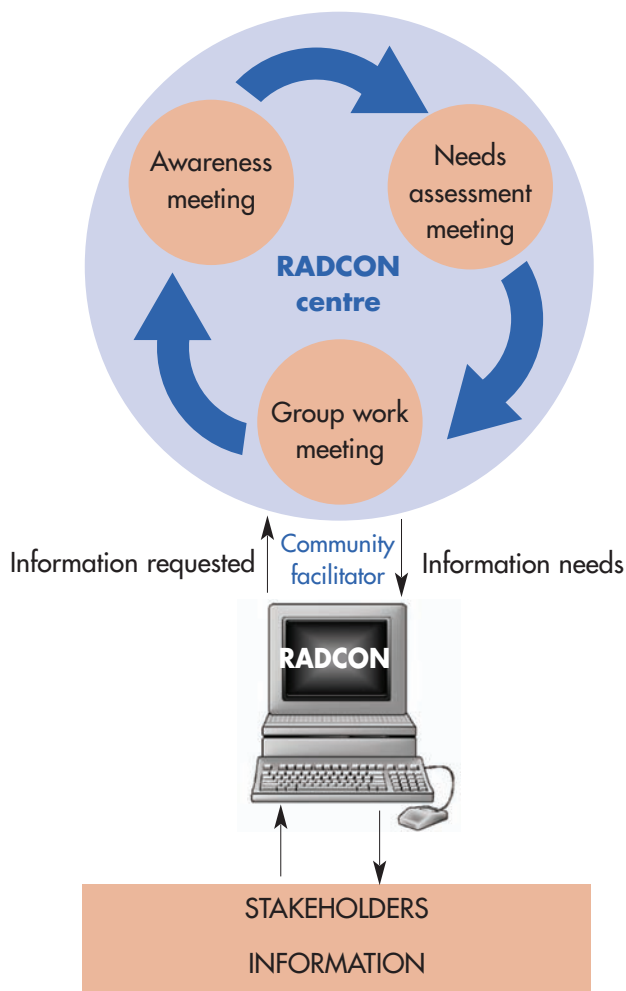 Awareness
meeting
Needs
assessment
meeting
RADCON
centre
Group work
meeting
Information requested
Community
facilitator
Information needs
RADCON
STAKEHOLDERS
INFORMATION